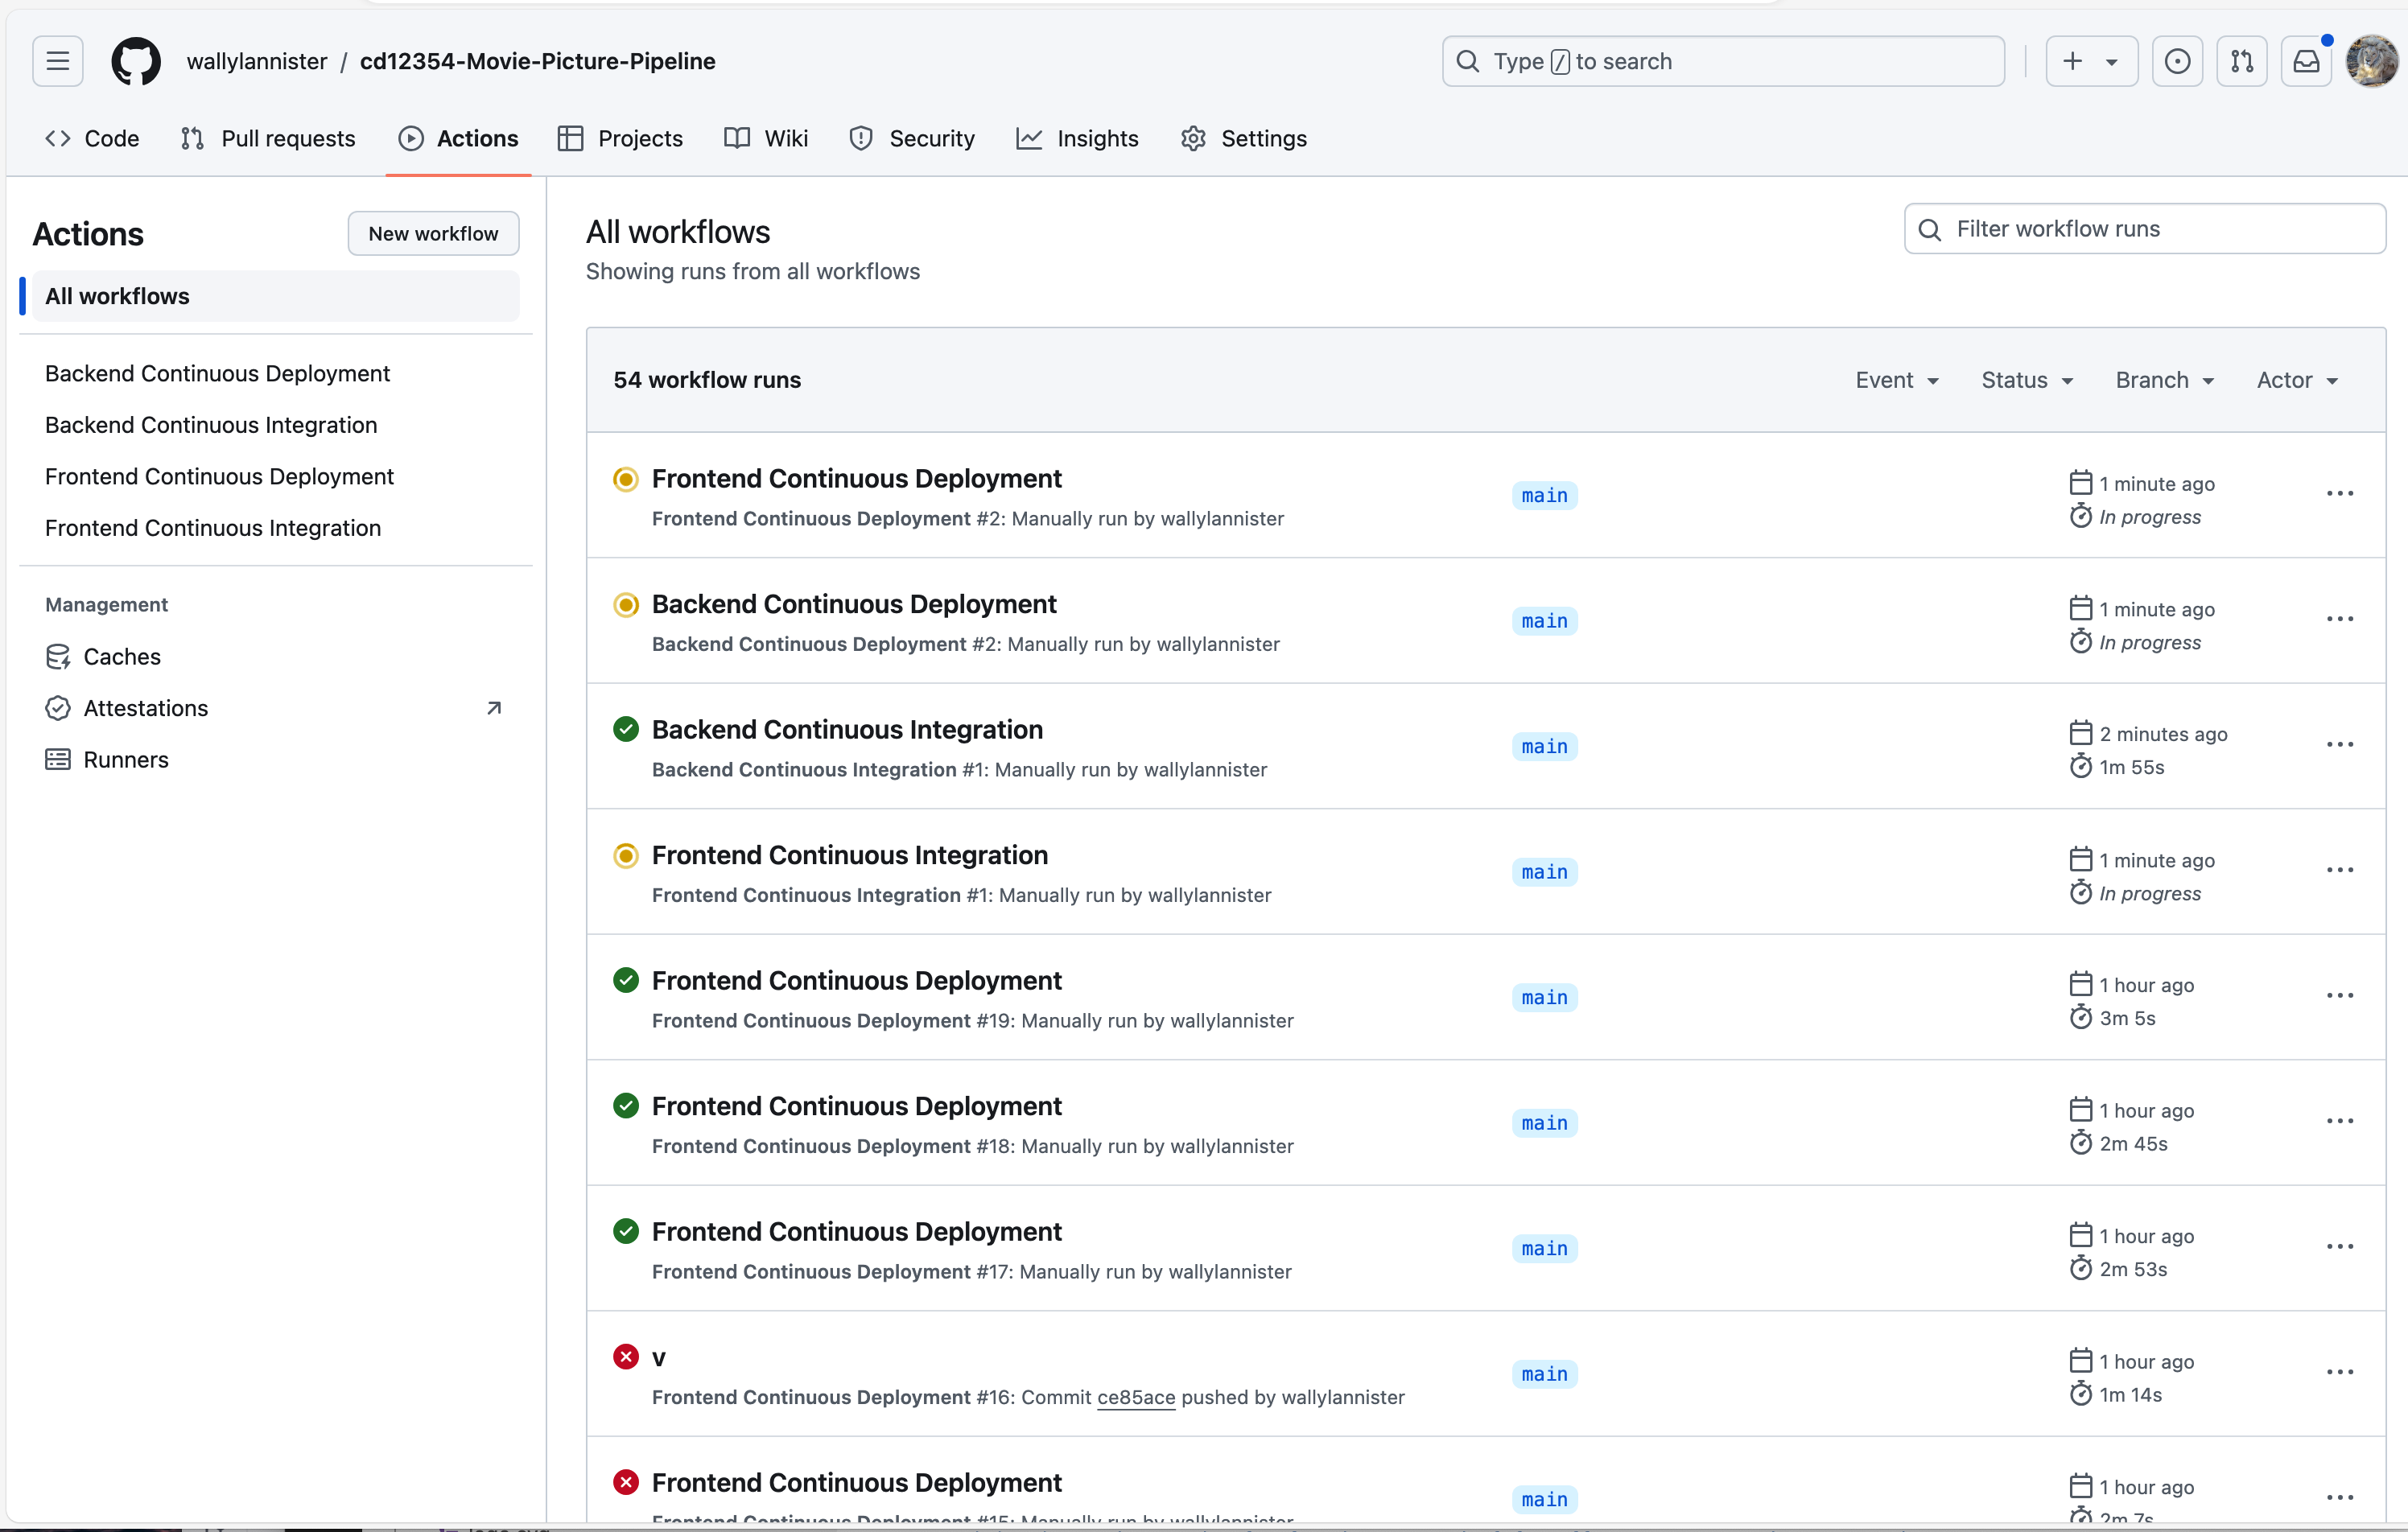 wallylannister / cd12354-Movie-Picture-Pipeline
Type / to search
Code
Pull requests
Actions
Projects
Wiki
Security
Insights
Settings
Actions
New workflow
All workflows
Backend Continuous Deployment
Backend Continuous Integration
Frontend Continuous Deployment
Frontend Continuous Integration
Management
Caches
Attestations
Runners
All workflows
Showing runs from all workflows
Filter workflow runs
54 workflow runs
Event
Status
Branch
Actor
Frontend Continuous Deployment
Frontend Continuous Deployment #2: Manually run by wallylannister
main
1 minute ago
In progress
Backend Continuous Deployment
Backend Continuous Deployment #2: Manually run by wallylannister
main
1 minute ago
In progress
Backend Continuous Integration
Backend Continuous Integration #1: Manually run by wallylannister
main
2 minutes ago
1m 55s
Frontend Continuous Integration
Frontend Continuous Integration #1: Manually run by wallylannister
main
1 minute ago
In progress
Frontend Continuous Deployment
Frontend Continuous Deployment #19: Manually run by wallylannister
main
1 hour ago
3m 5s
Frontend Continuous Deployment
Frontend Continuous Deployment #18: Manually run by wallylannister
main
1 hour ago
2m 45s
Frontend Continuous Deployment
Frontend Continuous Deployment #17: Manually run by wallylannister
main
1 hour ago
2m 53s
v
Frontend Continuous Deployment #16: Commit ce85ace pushed by wallylannister
main
1 hour ago
1m 14s
Frontend Continuous Deployment
Frontend Continuous Deployment #15: Manually run by wallylannister
main
1 hour ago
2m 7s